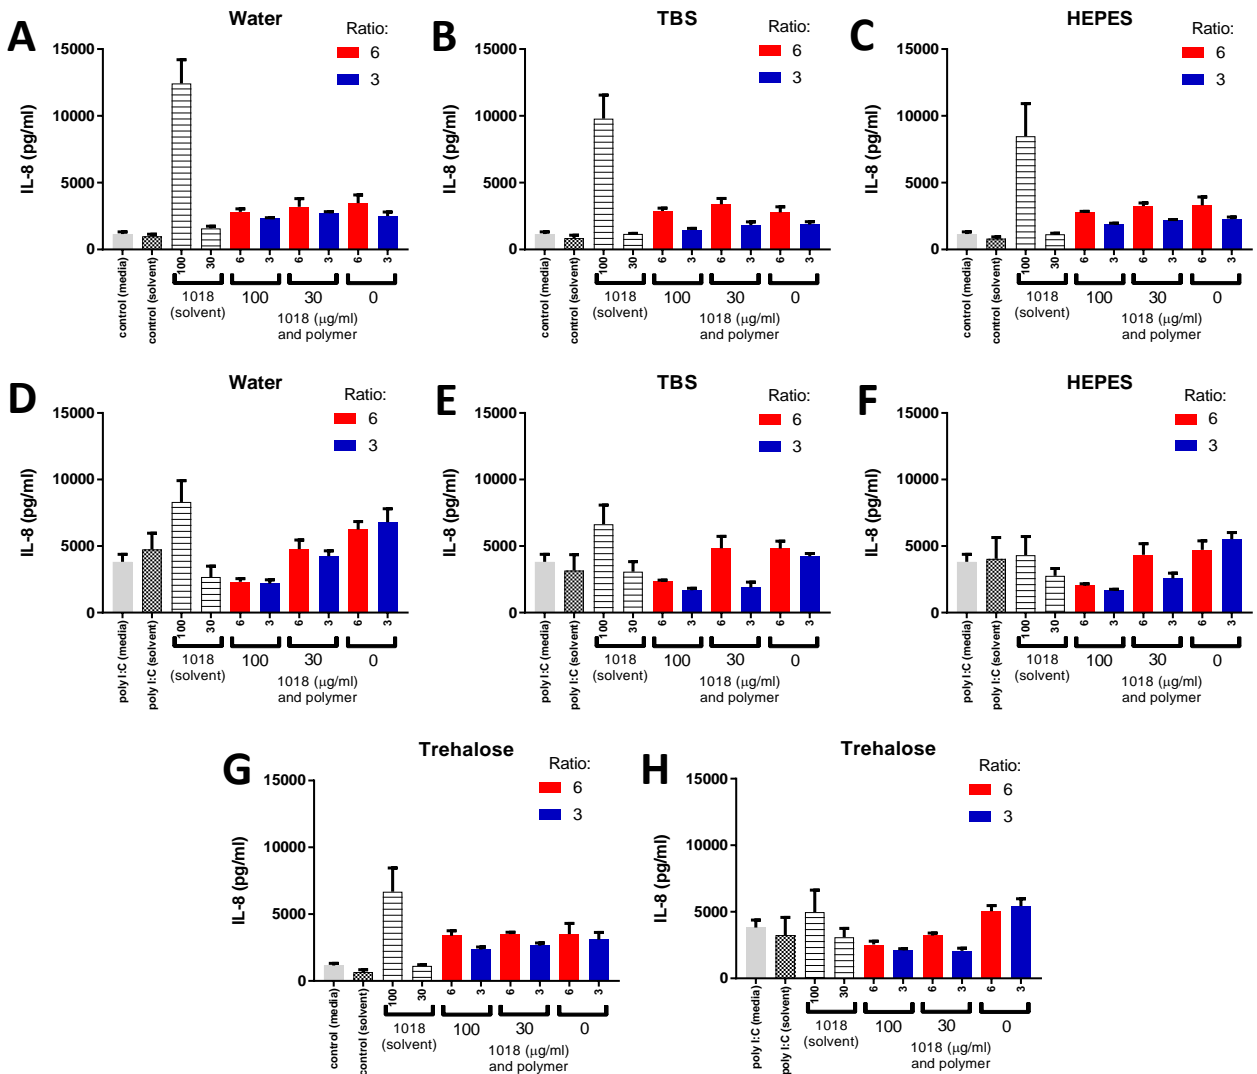 A
Water
Ratio:
6
3
IL-8 (pg/ml)
15000
10000
5000
0
control (media)
control (solvent)
100
30
6
3
6
3
6
3
1018
(solvent)
100
30
0
1018 (μg/ml)
and polymer
B
TBS
Ratio:
6
3
IL-8 (pg/ml)
15000
10000
5000
0
control (media)
control (solvent)
100
30
6
3
6
3
6
3
1018
(solvent)
100
30
0
1018 (μg/ml)
and polymer
C
HEPES
Ratio:
6
3
IL-8 (pg/ml)
15000
10000
5000
0
control (media)
control (solvent)
100
30
6
3
6
3
6
3
1018
(solvent)
100
30
0
1018 (μg/ml)
and polymer
D
Water
Ratio:
6
3
IL-8 (pg/ml)
15000
10000
5000
0
poly I:C (media)
poly I:C (solvent)
100
30
6
3
6
3
6
3
1018
(solvent)
100
30
0
1018 (μg/ml)
and polymer
E
TBS
Ratio:
6
3
IL-8 (pg/ml)
15000
10000
5000
0
poly I:C (media)
poly I:C (solvent)
100
30
6
3
6
3
6
3
1018
(solvent)
100
30
0
1018 (μg/ml)
and polymer
F
HEPES
Ratio:
6
3
IL-8 (pg/ml)
15000
10000
5000
0
poly I:C (media)
poly I:C (solvent)
100
30
6
3
6
3
6
3
1018
(solvent)
100
30
0
1018 (μg/ml)
and polymer
G
Trehalose
Ratio:
6
3
IL-8 (pg/ml)
15000
10000
5000
0
control (media)
control (solvent)
100
30
6
3
6
3
6
3
1018
(solvent)
100
30
0
1018 (μg/ml)
and polymer
H
Trehalose
Ratio:
6
3
IL-8 (pg/ml)
15000
10000
5000
0
poly I:C (media)
poly I:C (solvent)
100
30
6
3
6
3
6
3
1018
(solvent)
100
30
0
1018 (μg/ml)
and polymer